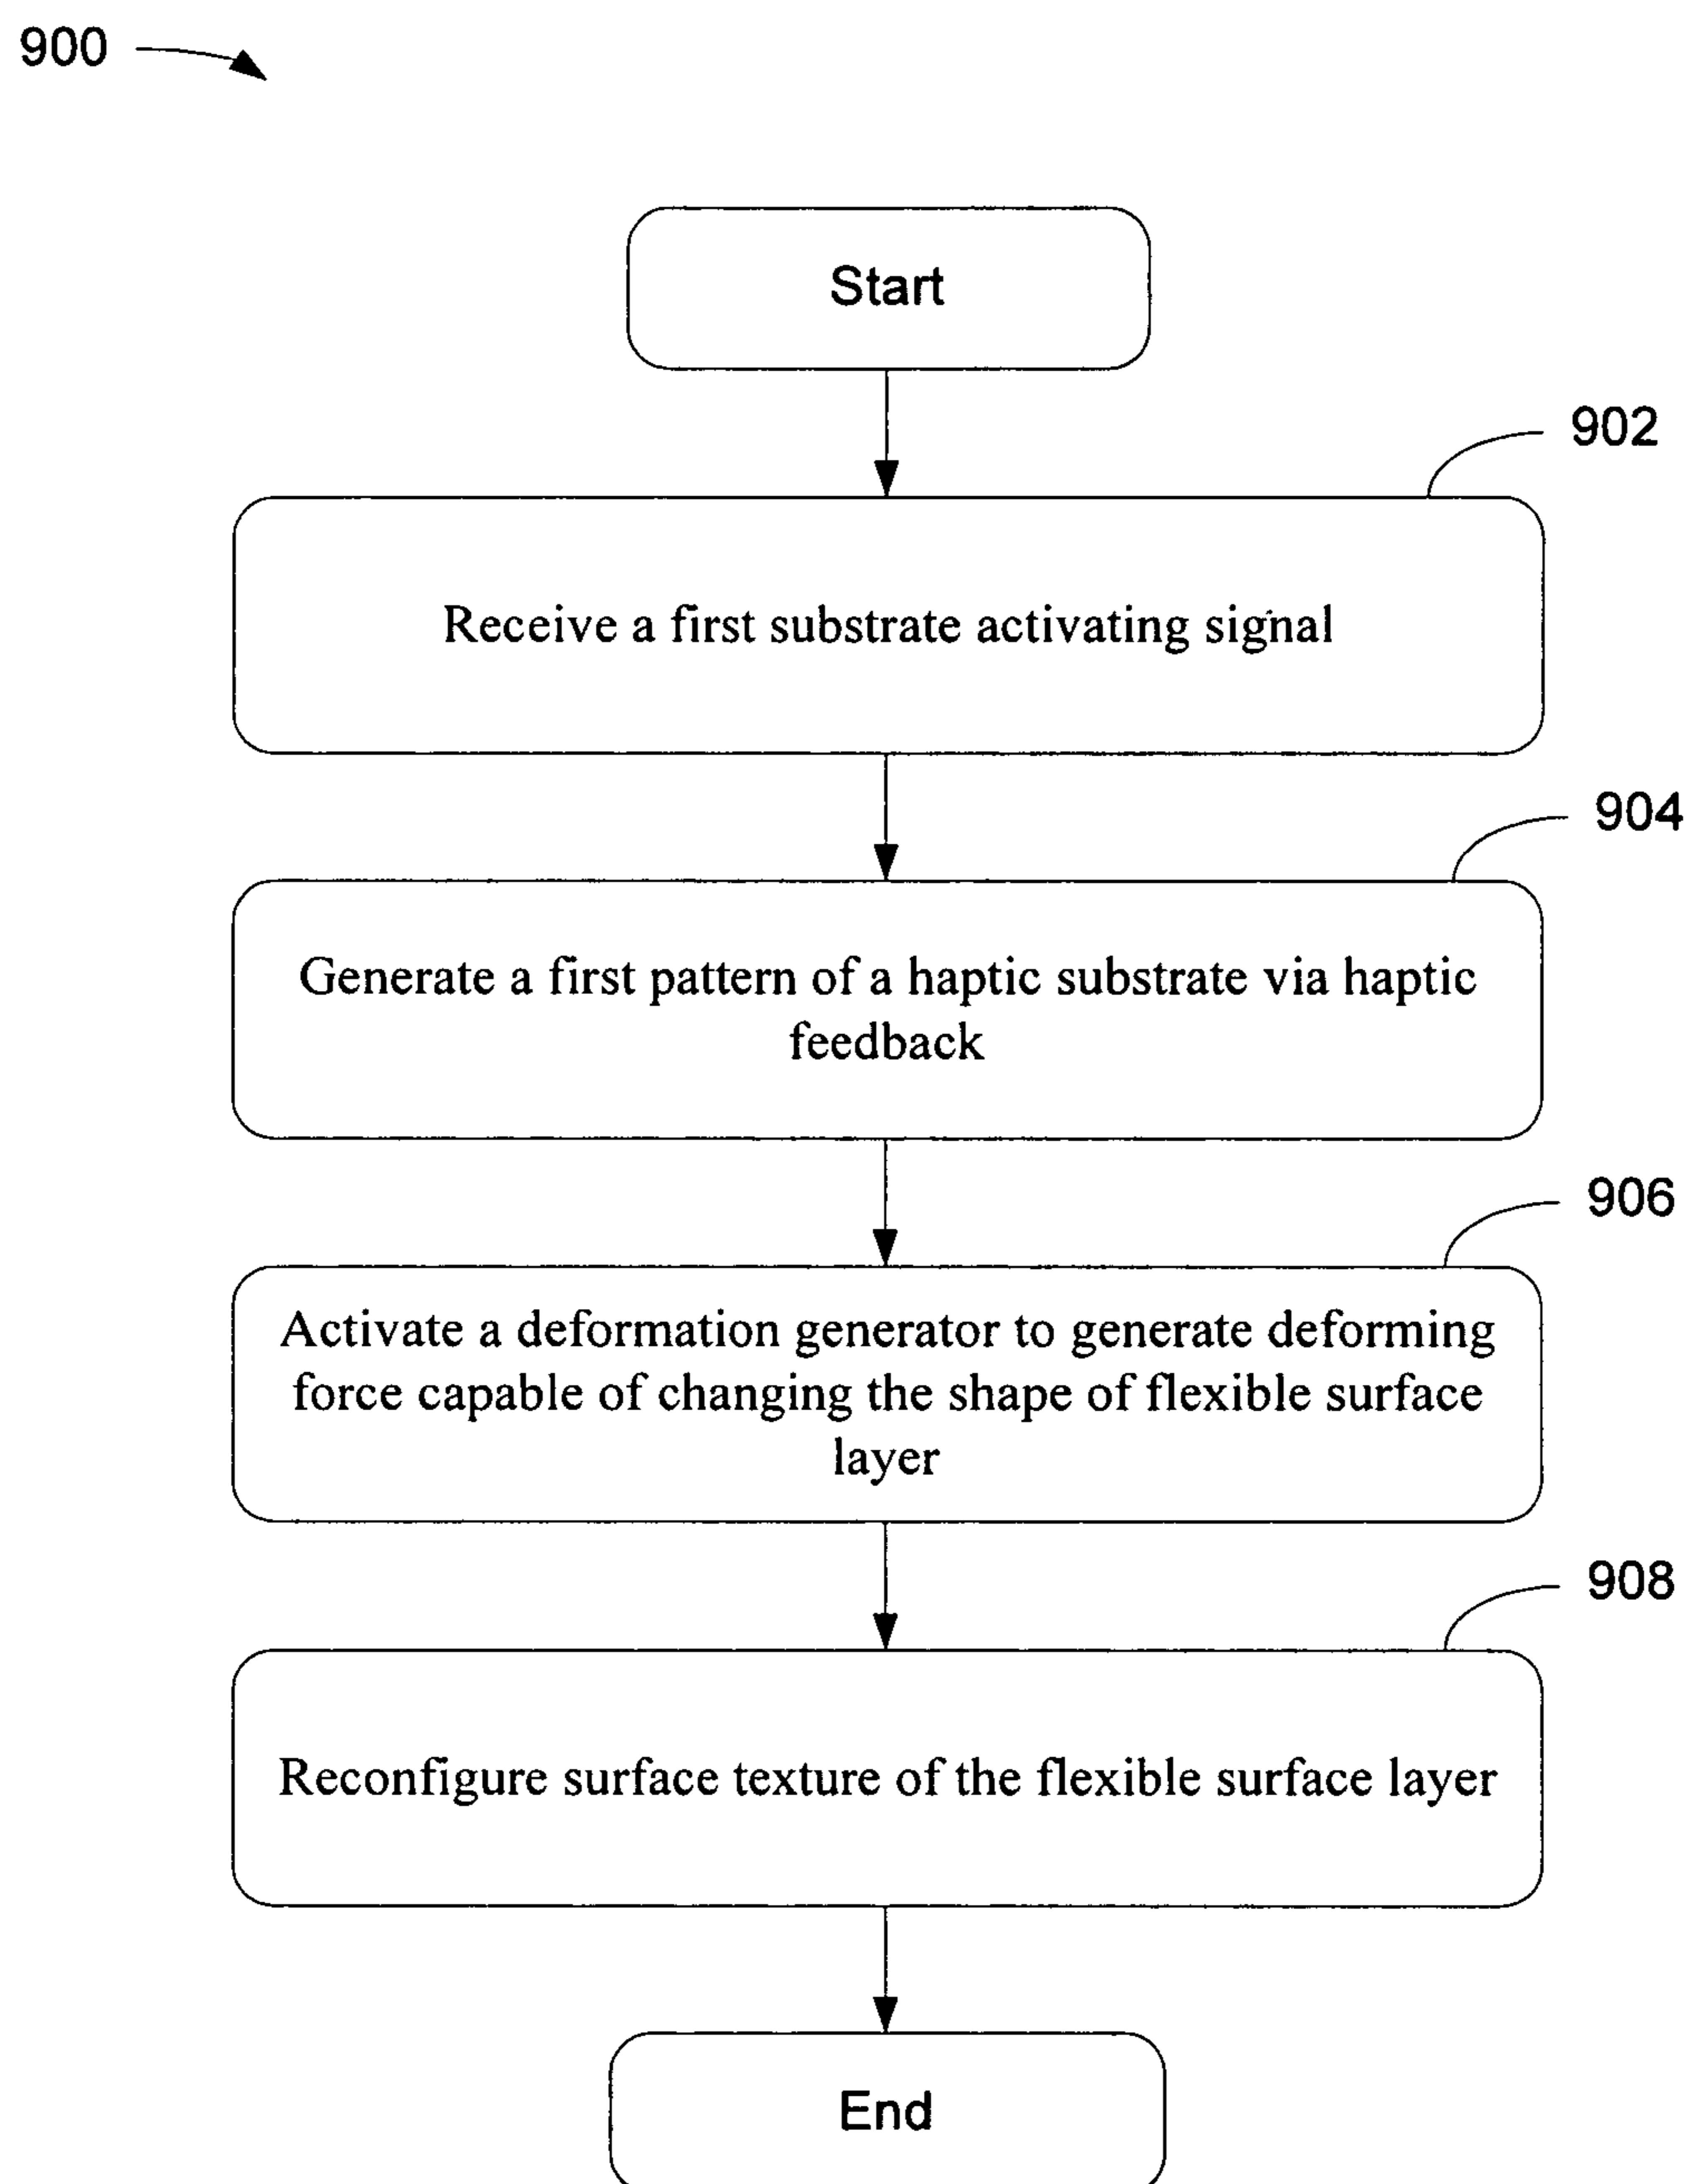 900
Start
902
Receive a first substrate activating signal
904
Generate a first pattern of a haptic substrate via haptic
feedback
906
Activate a deformation generator to generate deforming
force capable of changing the shape of flexible surface
layer
908
Reconfigure surface texture of the flexible surface layer
End